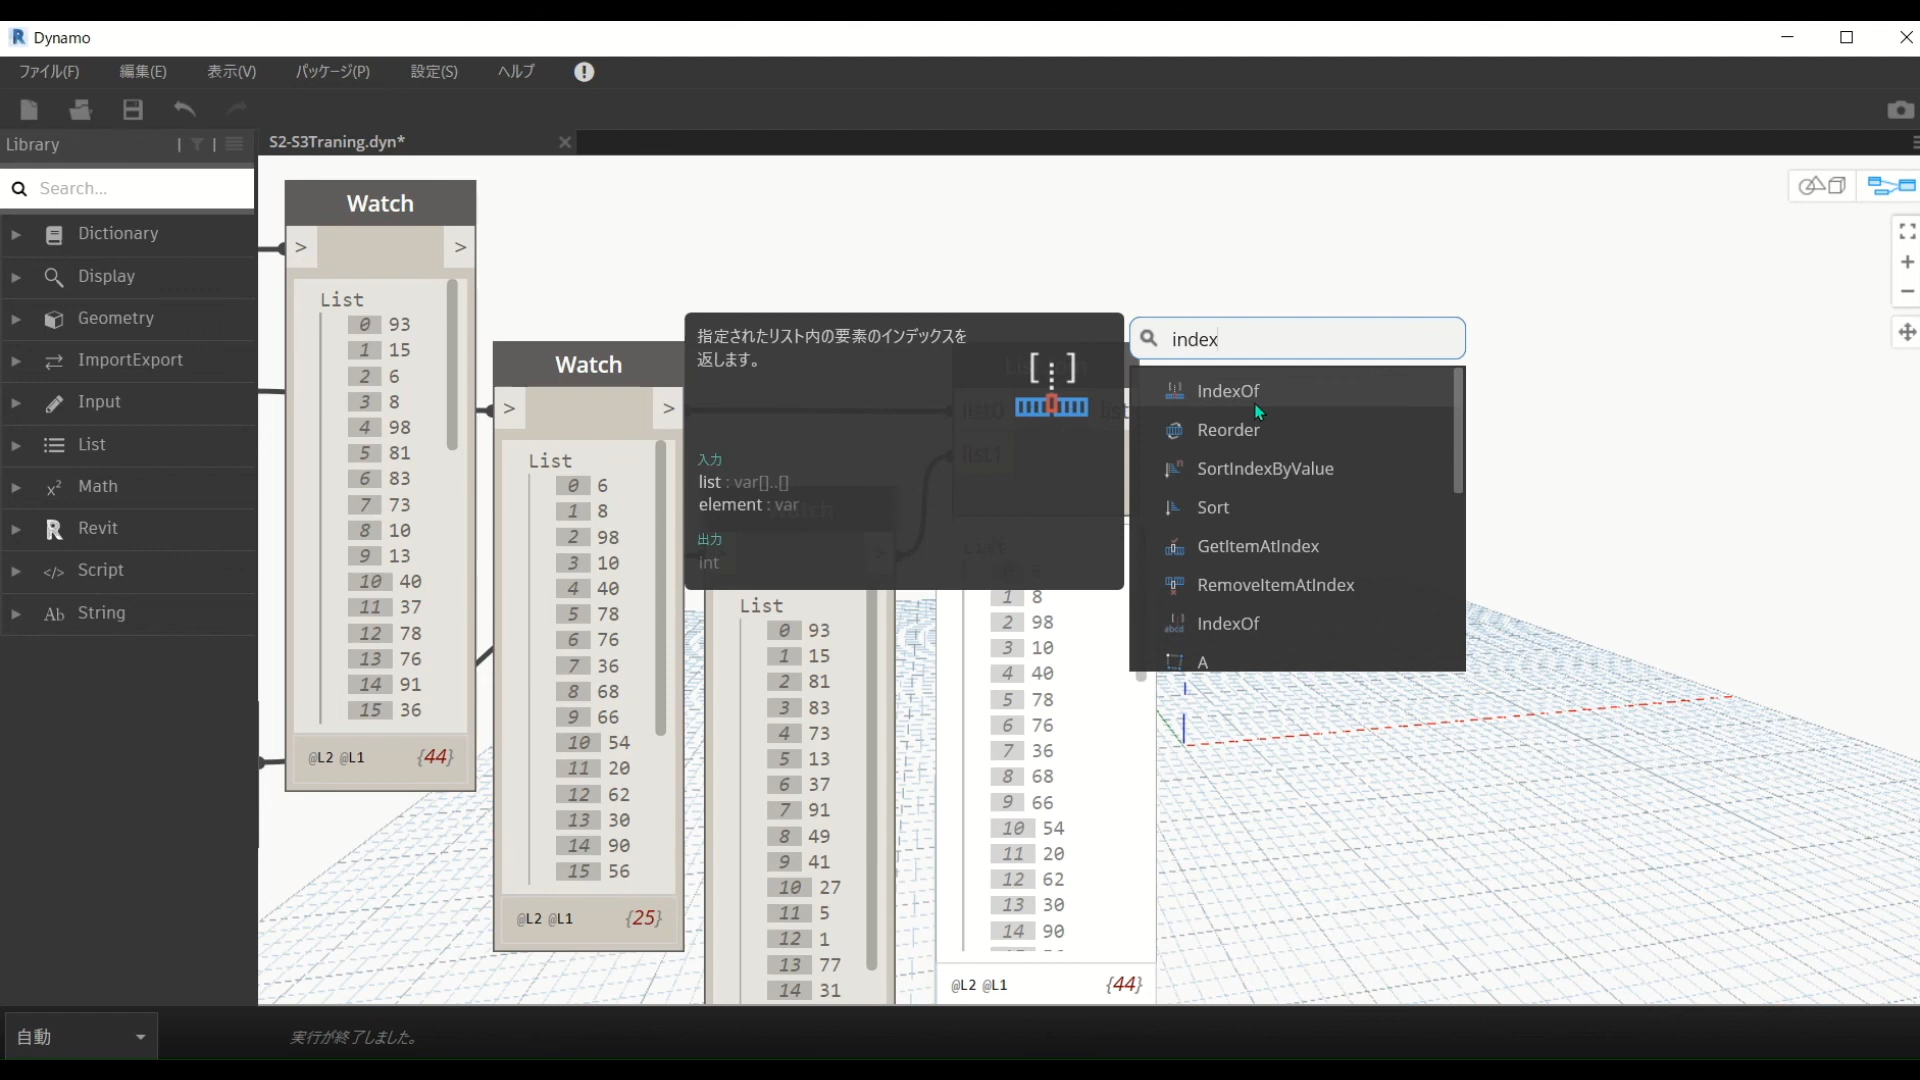 Dynamo
ファイル(F) 編集(E) 表示(V) パッケージ(P) 設定(S) ヘルプ
Library
S2-S3Traning.dyn*
Search...
Dictionary
Display
Geometry
ImportExport
Input
List
Math
Revit
Script
String
Watch
> >
List
0 93
1 15
2 6
3 8
4 98
5 81
6 83
7 73
8 10
9 13
10 40
11 37
12 78
13 76
14 91
15 36
@L2 @L1 {44}
Watch
> >
List
0 6
1 8
2 98
3 10
4 40
5 78
6 76
7 36
8 68
9 66
10 54
11 20
12 62
13 30
14 90
15 56
@L2 @L1 {25}
指定されたリスト内の要素のインデックスを
返します。
入力
list : var[]..[]
element : var
出力
int
list0 list
list1
Watch
List
0 93
1 15
2 81
3 83
4 73
5 13
6 37
7 91
8 49
9 41
10 27
11 5
12 1
13 77
14 31
List
1 8
2 98
3 10
4 40
5 78
6 76
7 36
8 68
9 66
10 54
11 20
12 62
13 30
14 90
@L2 @L1 {44}
index
IndexOf
Reorder
SortIndexByValue
Sort
GetItemAtIndex
RemoveItemAtIndex
IndexOf
A
自動
実行が終了しました。